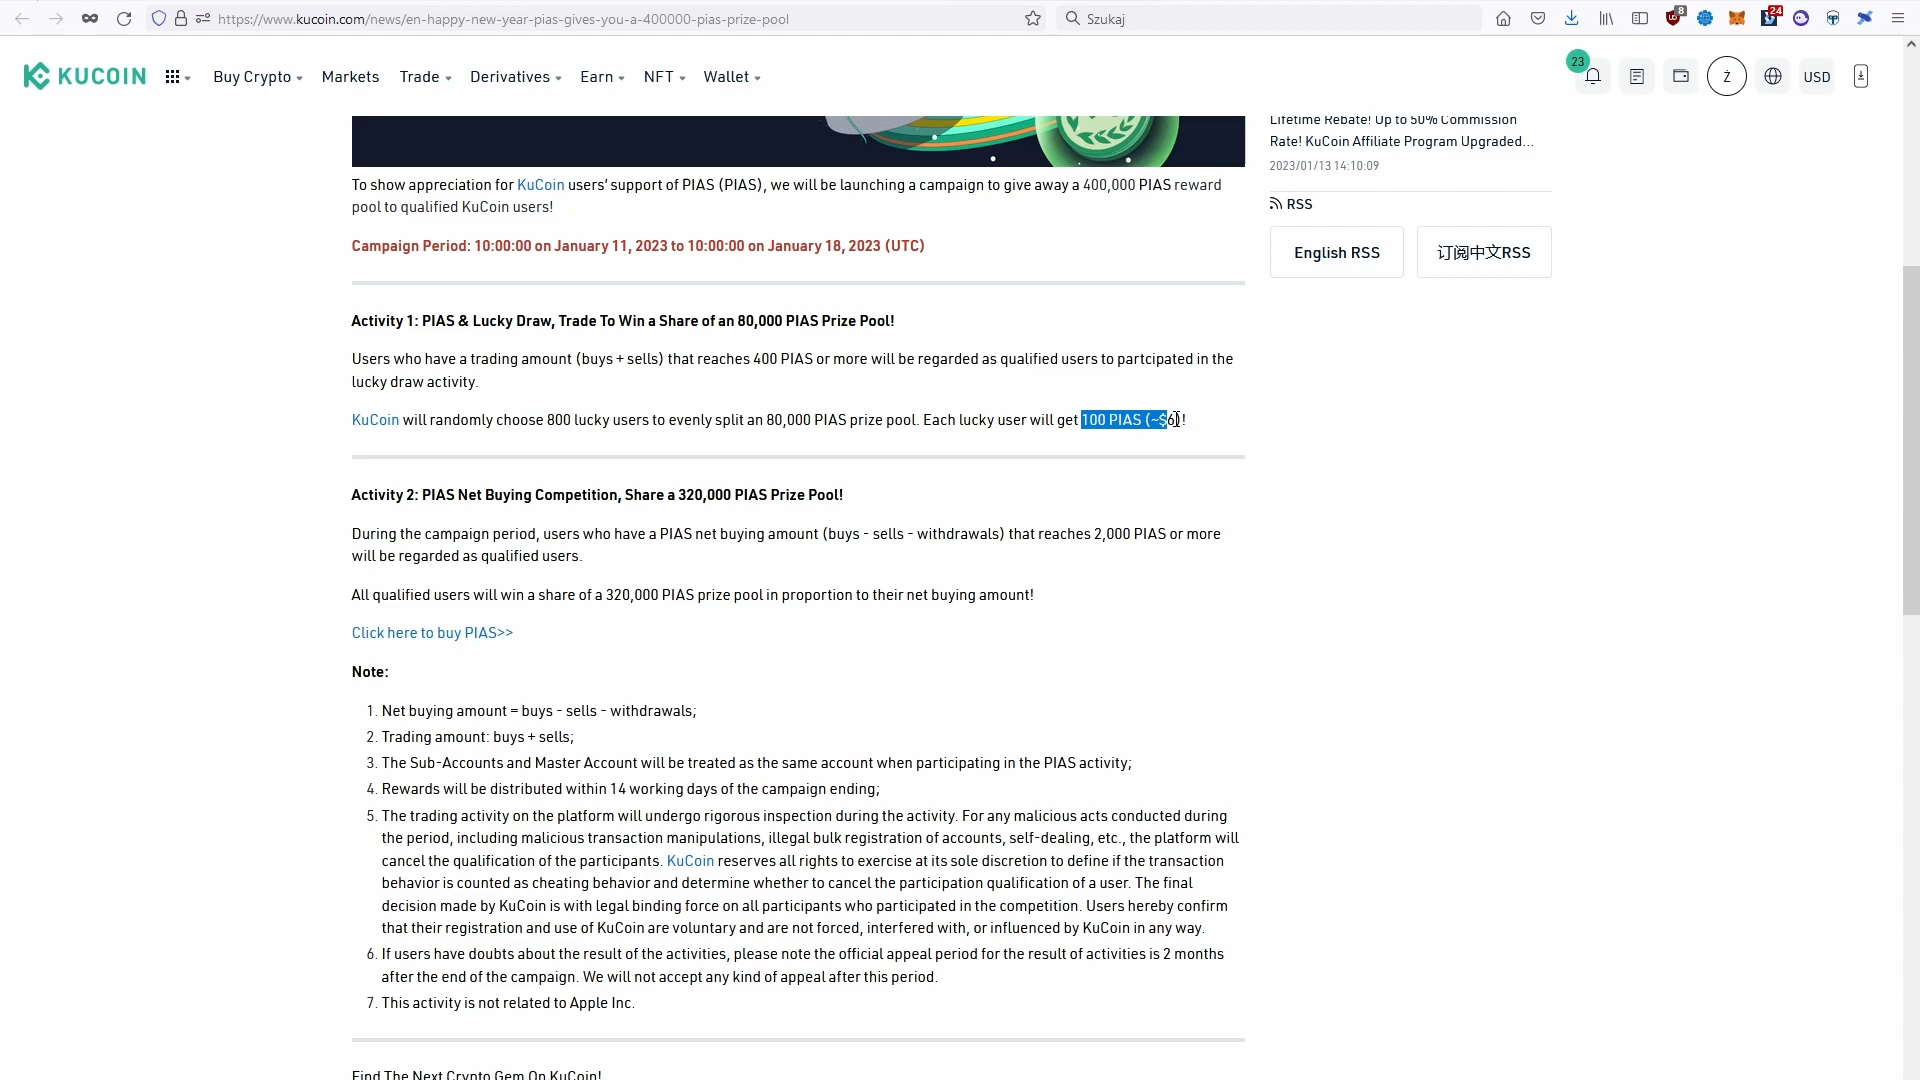 https://www.kucoin.com/news/en-happy-new-year-pias-gives-you-a-400000-pias-prize-pool
Szukaj
8
24
KUCOIN
Buy Crypto
Markets
Trade
Derivatives
Earn
NFT
Wallet
23
Ż
USD
Lifetime Rebate! Up to 50% Commission
Rate! KuCoin Affiliate Program Upgraded...
2023/01/13 14:10:09
RSS
English RSS
订阅中文RSS
To show appreciation for KuCoin users' support of PIAS (PIAS), we will be launching a campaign to give away a 400,000 PIAS reward
pool to qualified KuCoin users!
Campaign Period: 10:00:00 on January 11, 2023 to 10:00:00 on January 18, 2023 (UTC)
Activity 1: PIAS & Lucky Draw, Trade To Win a Share of an 80,000 PIAS Prize Pool!
Users who have a trading amount (buys + sells) that reaches 400 PIAS or more will be regarded as qualified users to partcipated in the
lucky draw activity.
KuCoin will randomly choose 800 lucky users to evenly split an 80,000 PIAS prize pool. Each lucky user will get 100 PIAS (~$6)!
Activity 2: PIAS Net Buying Competition, Share a 320,000 PIAS Prize Pool!
During the campaign period, users who have a PIAS net buying amount (buys - sells - withdrawals) that reaches 2,000 PIAS or more
will be regarded as qualified users.
All qualified users will win a share of a 320,000 PIAS prize pool in proportion to their net buying amount!
Click here to buy PIAS>>
Note:
1. Net buying amount = buys - sells - withdrawals;
2. Trading amount: buys + sells;
3. The Sub-Accounts and Master Account will be treated as the same account when participating in the PIAS activity;
4. Rewards will be distributed within 14 working days of the campaign ending;
5. The trading activity on the platform will undergo rigorous inspection during the activity. For any malicious acts conducted during
the period, including malicious transaction manipulations, illegal bulk registration of accounts, self-dealing, etc., the platform will
cancel the qualification of the participants. KuCoin reserves all rights to exercise at its sole discretion to define if the transaction
behavior is counted as cheating behavior and determine whether to cancel the participation qualification of a user. The final
decision made by KuCoin is with legal binding force on all participants who participated in the competition. Users hereby confirm
that their registration and use of KuCoin are voluntary and are not forced, interfered with, or influenced by KuCoin in any way.
6. If users have doubts about the result of the activities, please note the official appeal period for the result of activities is 2 months
after the end of the campaign. We will not accept any kind of appeal after this period.
7. This activity is not related to Apple Inc.
Find The Next Crypto Gem On KuCoin!